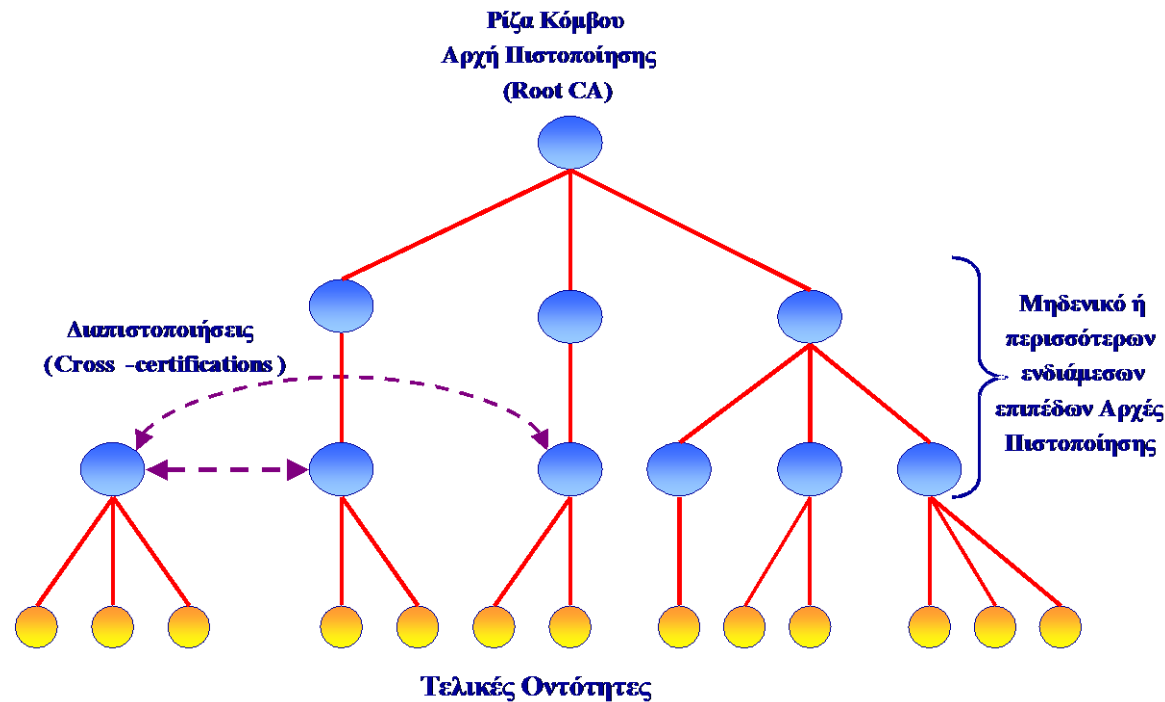 Ρίζα Κόμβου
Αρχή Πιστοποίησης
(Root CA)
Διαπιστοποιήσεις
(Cross -certifications)
Μηδενικό ή
περισσότερων
ενδιάμεσων
επιπέδων Αρχές
Πιστοποίησης
Τελικές Οντότητες